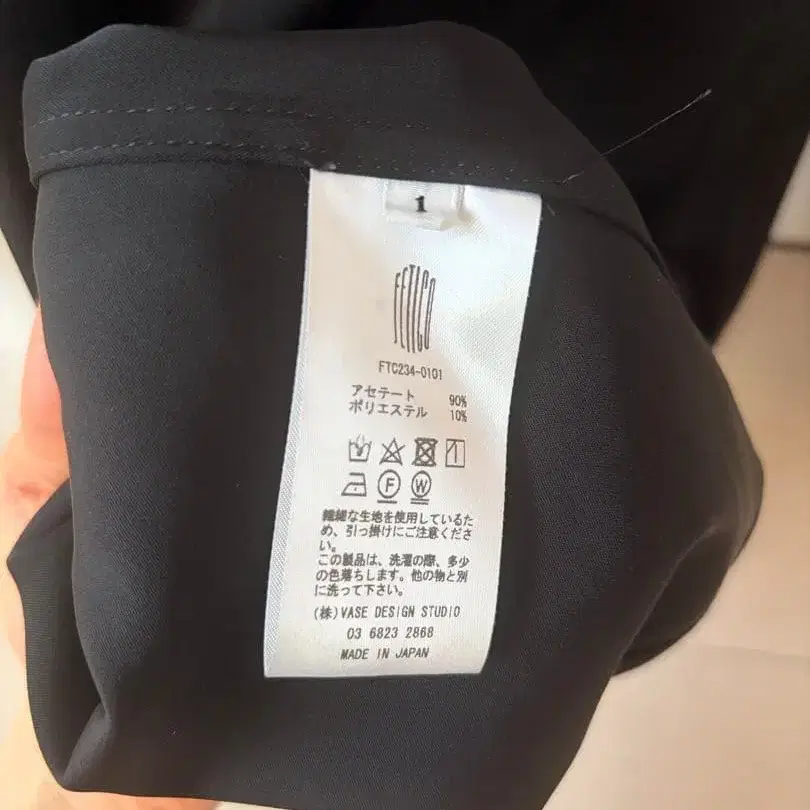 1
FETICO
FTC234-0101
アセテート 90%
ポリエステル 10%
F W
繊細な生地を使用しているた
め、引っ掛けにご注意くださ
い。
この製品は、洗濯の際、多少
の色落ちします。他の物と別
に洗って下さい。
(株)VASE DESIGN STUDIO
03 6823 2868
MADE IN JAPAN